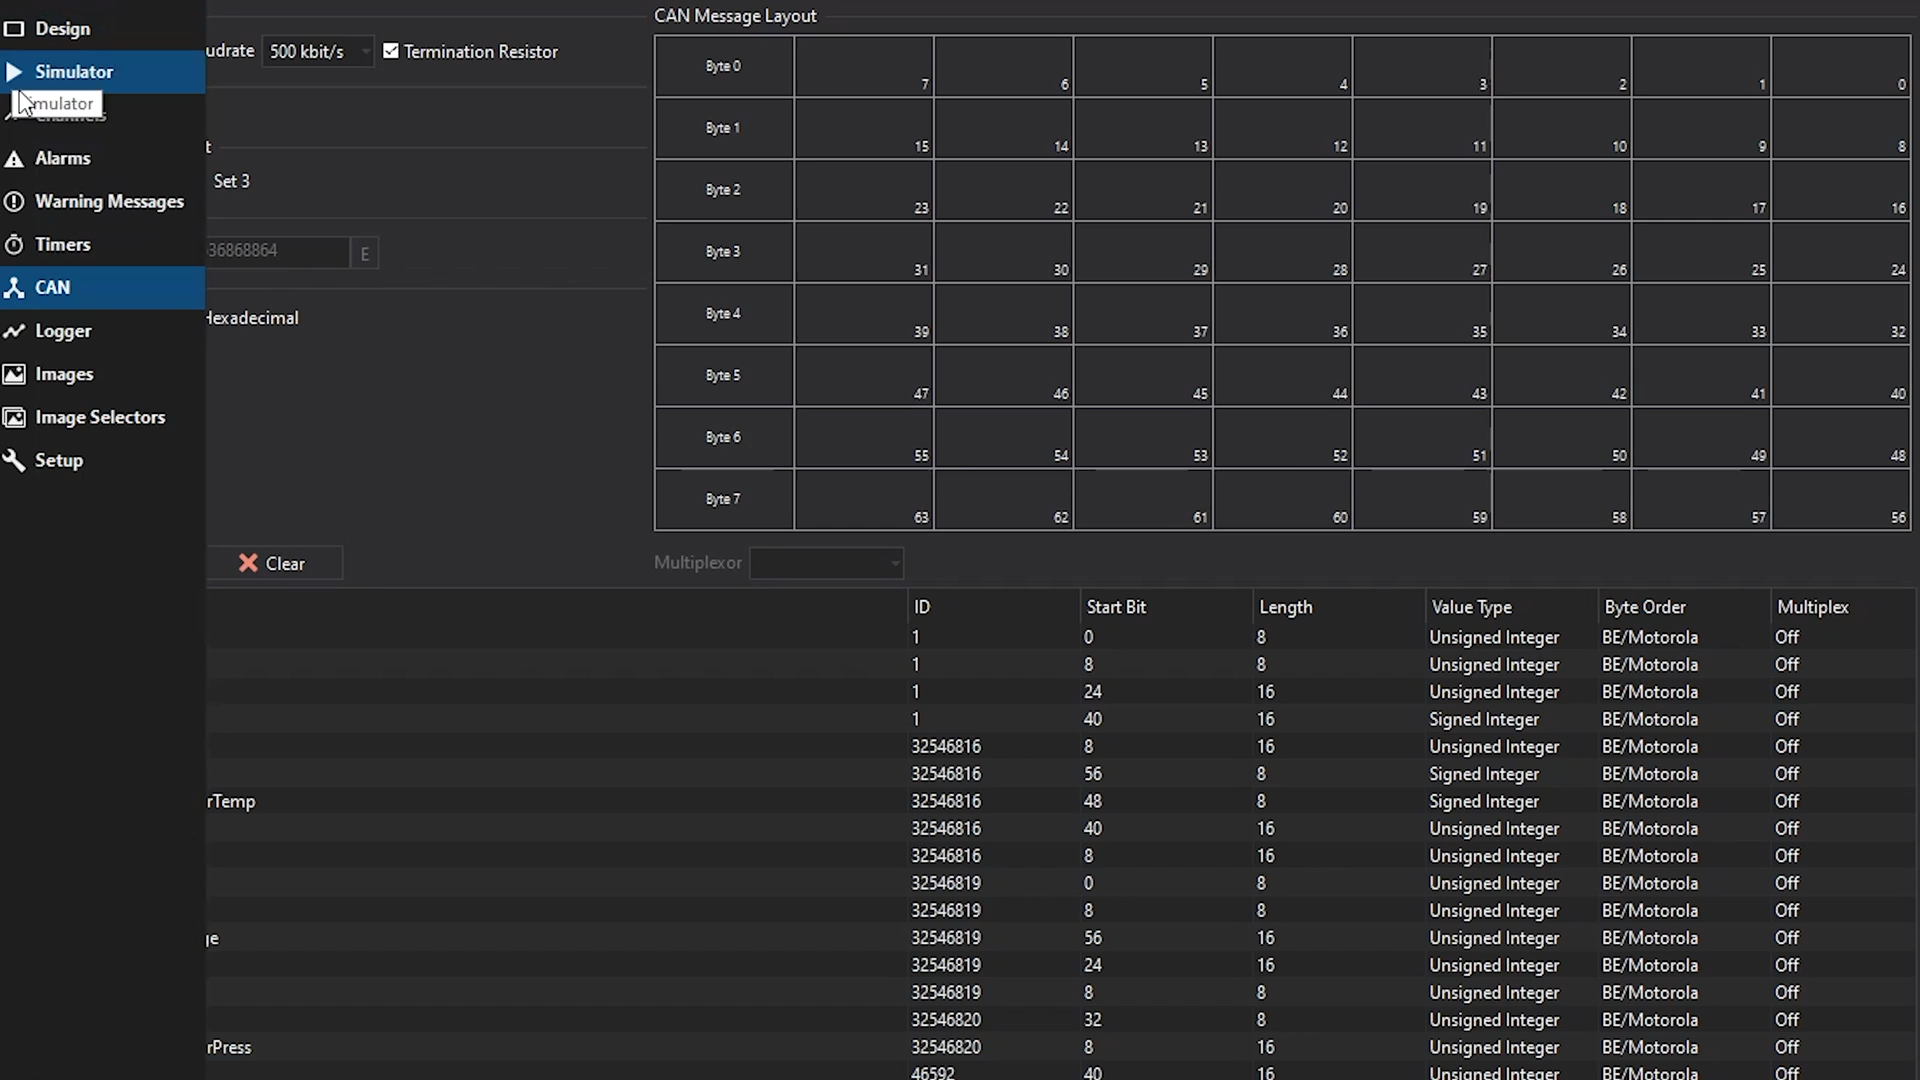 Design
Simulator
Simulator
Channels
Alarms
Warning Messages
Timers
CAN
Logger
Images
Image Selectors
Setup
udrate 500 kbit/s Termination Resistor
t
Set 3
36868864 E
Hexadecimal
Clear
CAN Message Layout
Byte 0 7 6 5 4 3 2 1 0
Byte 1 15 14 13 12 11 10 9 8
Byte 2 23 22 21 20 19 18 17 16
Byte 3 31 30 29 28 27 26 25 24
Byte 4 39 38 37 36 35 34 33 32
Byte 5 47 46 45 44 43 42 41 40
Byte 6 55 54 53 52 51 50 49 48
Byte 7 63 62 61 60 59 58 57 56
Multiplexor
ID Start Bit Length Value Type Byte Order Multiplex
1 0 8 Unsigned Integer BE/Motorola Off
1 8 8 Unsigned Integer BE/Motorola Off
1 24 16 Unsigned Integer BE/Motorola Off
1 40 16 Signed Integer BE/Motorola Off
32546816 8 16 Unsigned Integer BE/Motorola Off
32546816 56 8 Signed Integer BE/Motorola Off
rTemp 32546816 48 8 Signed Integer BE/Motorola Off
32546816 40 16 Unsigned Integer BE/Motorola Off
32546816 8 16 Unsigned Integer BE/Motorola Off
32546819 0 8 Unsigned Integer BE/Motorola Off
32546819 8 8 Unsigned Integer BE/Motorola Off
ge 32546819 56 16 Unsigned Integer BE/Motorola Off
32546819 24 16 Unsigned Integer BE/Motorola Off
32546819 8 8 Unsigned Integer BE/Motorola Off
32546820 32 8 Unsigned Integer BE/Motorola Off
rPress 32546820 8 16 Unsigned Integer BE/Motorola Off
46592 40 16 Unsigned Integer BE/Motorola Off